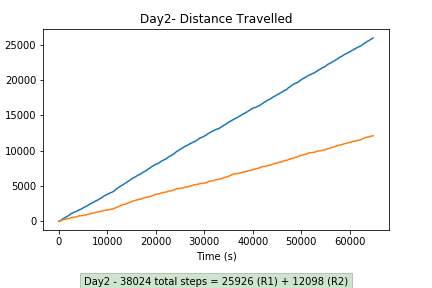 Day2- Distance Travelled
25000
20000
15000
10000
5000
0
0 10000 20000 30000 40000 50000 60000
Time (s)
Day2 - 38024 total steps = 25926 (R1) + 12098 (R2)